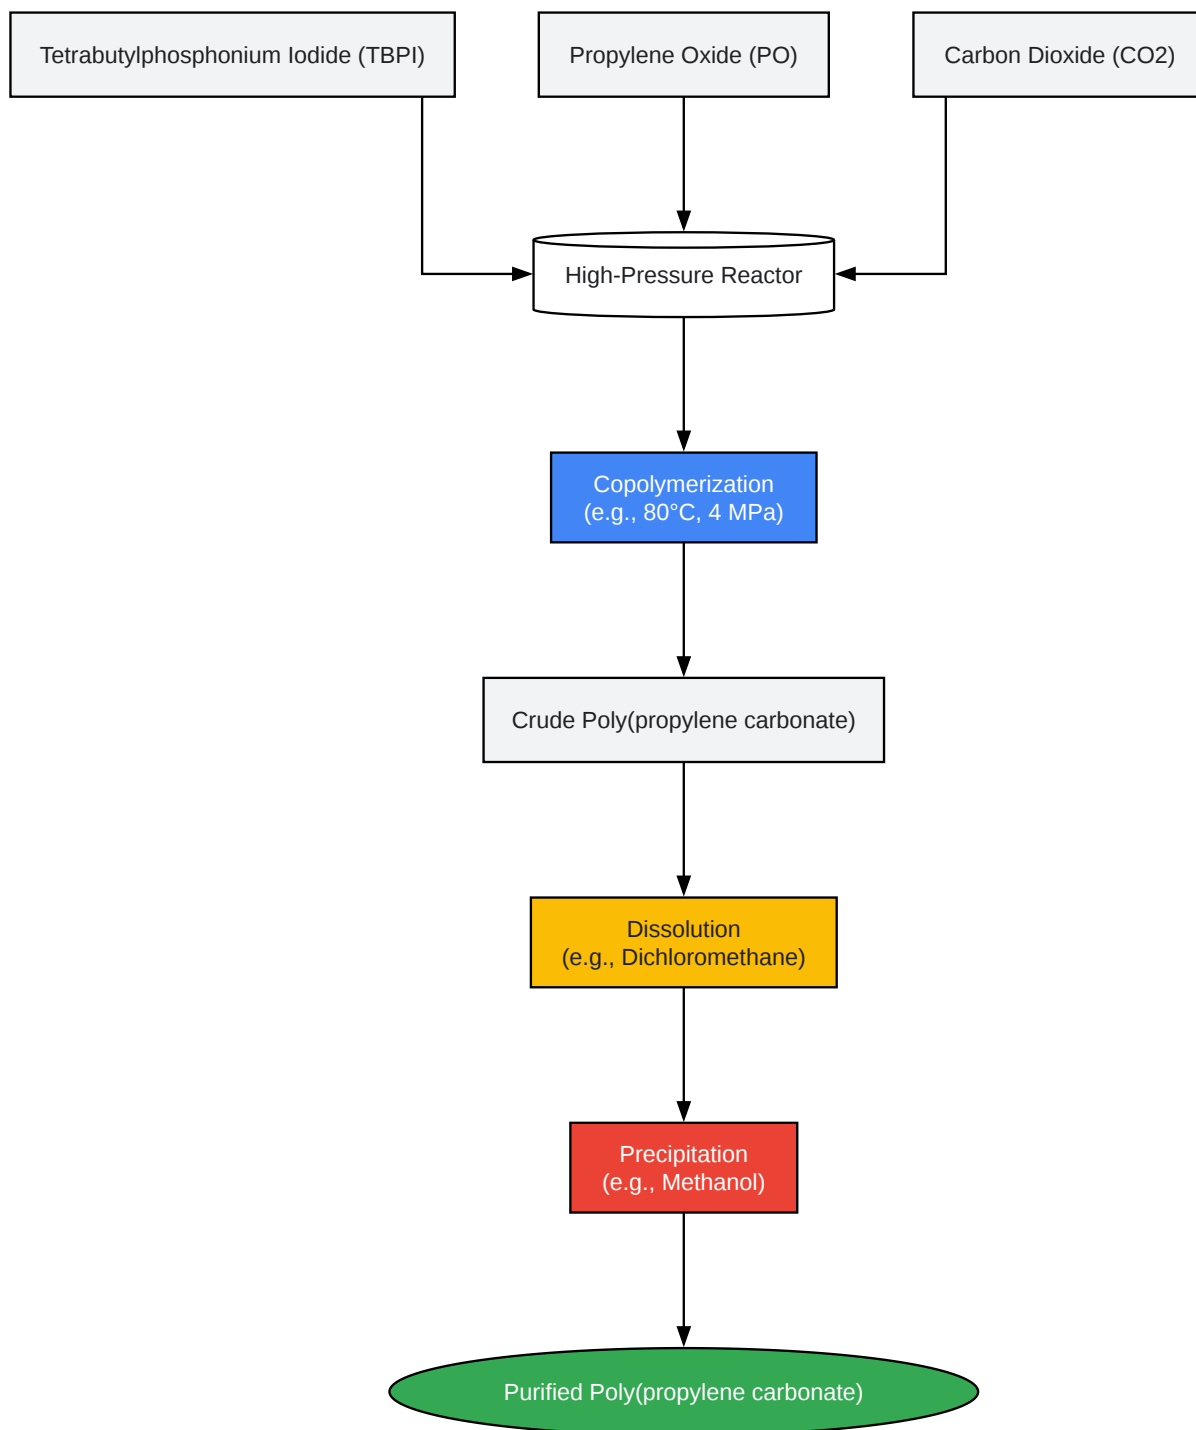 Tetrabutylphosphonium Iodide (TBPI)
Propylene Oxide (PO)
Carbon Dioxide (CO2)
High-Pressure Reactor
Copolymerization
(e.g., 80°C, 4 MPa)
Crude Poly(propylene carbonate)
Dissolution
(e.g., Dichloromethane)
Precipitation
(e.g., Methanol)
Purified Poly(propylene carbonate)